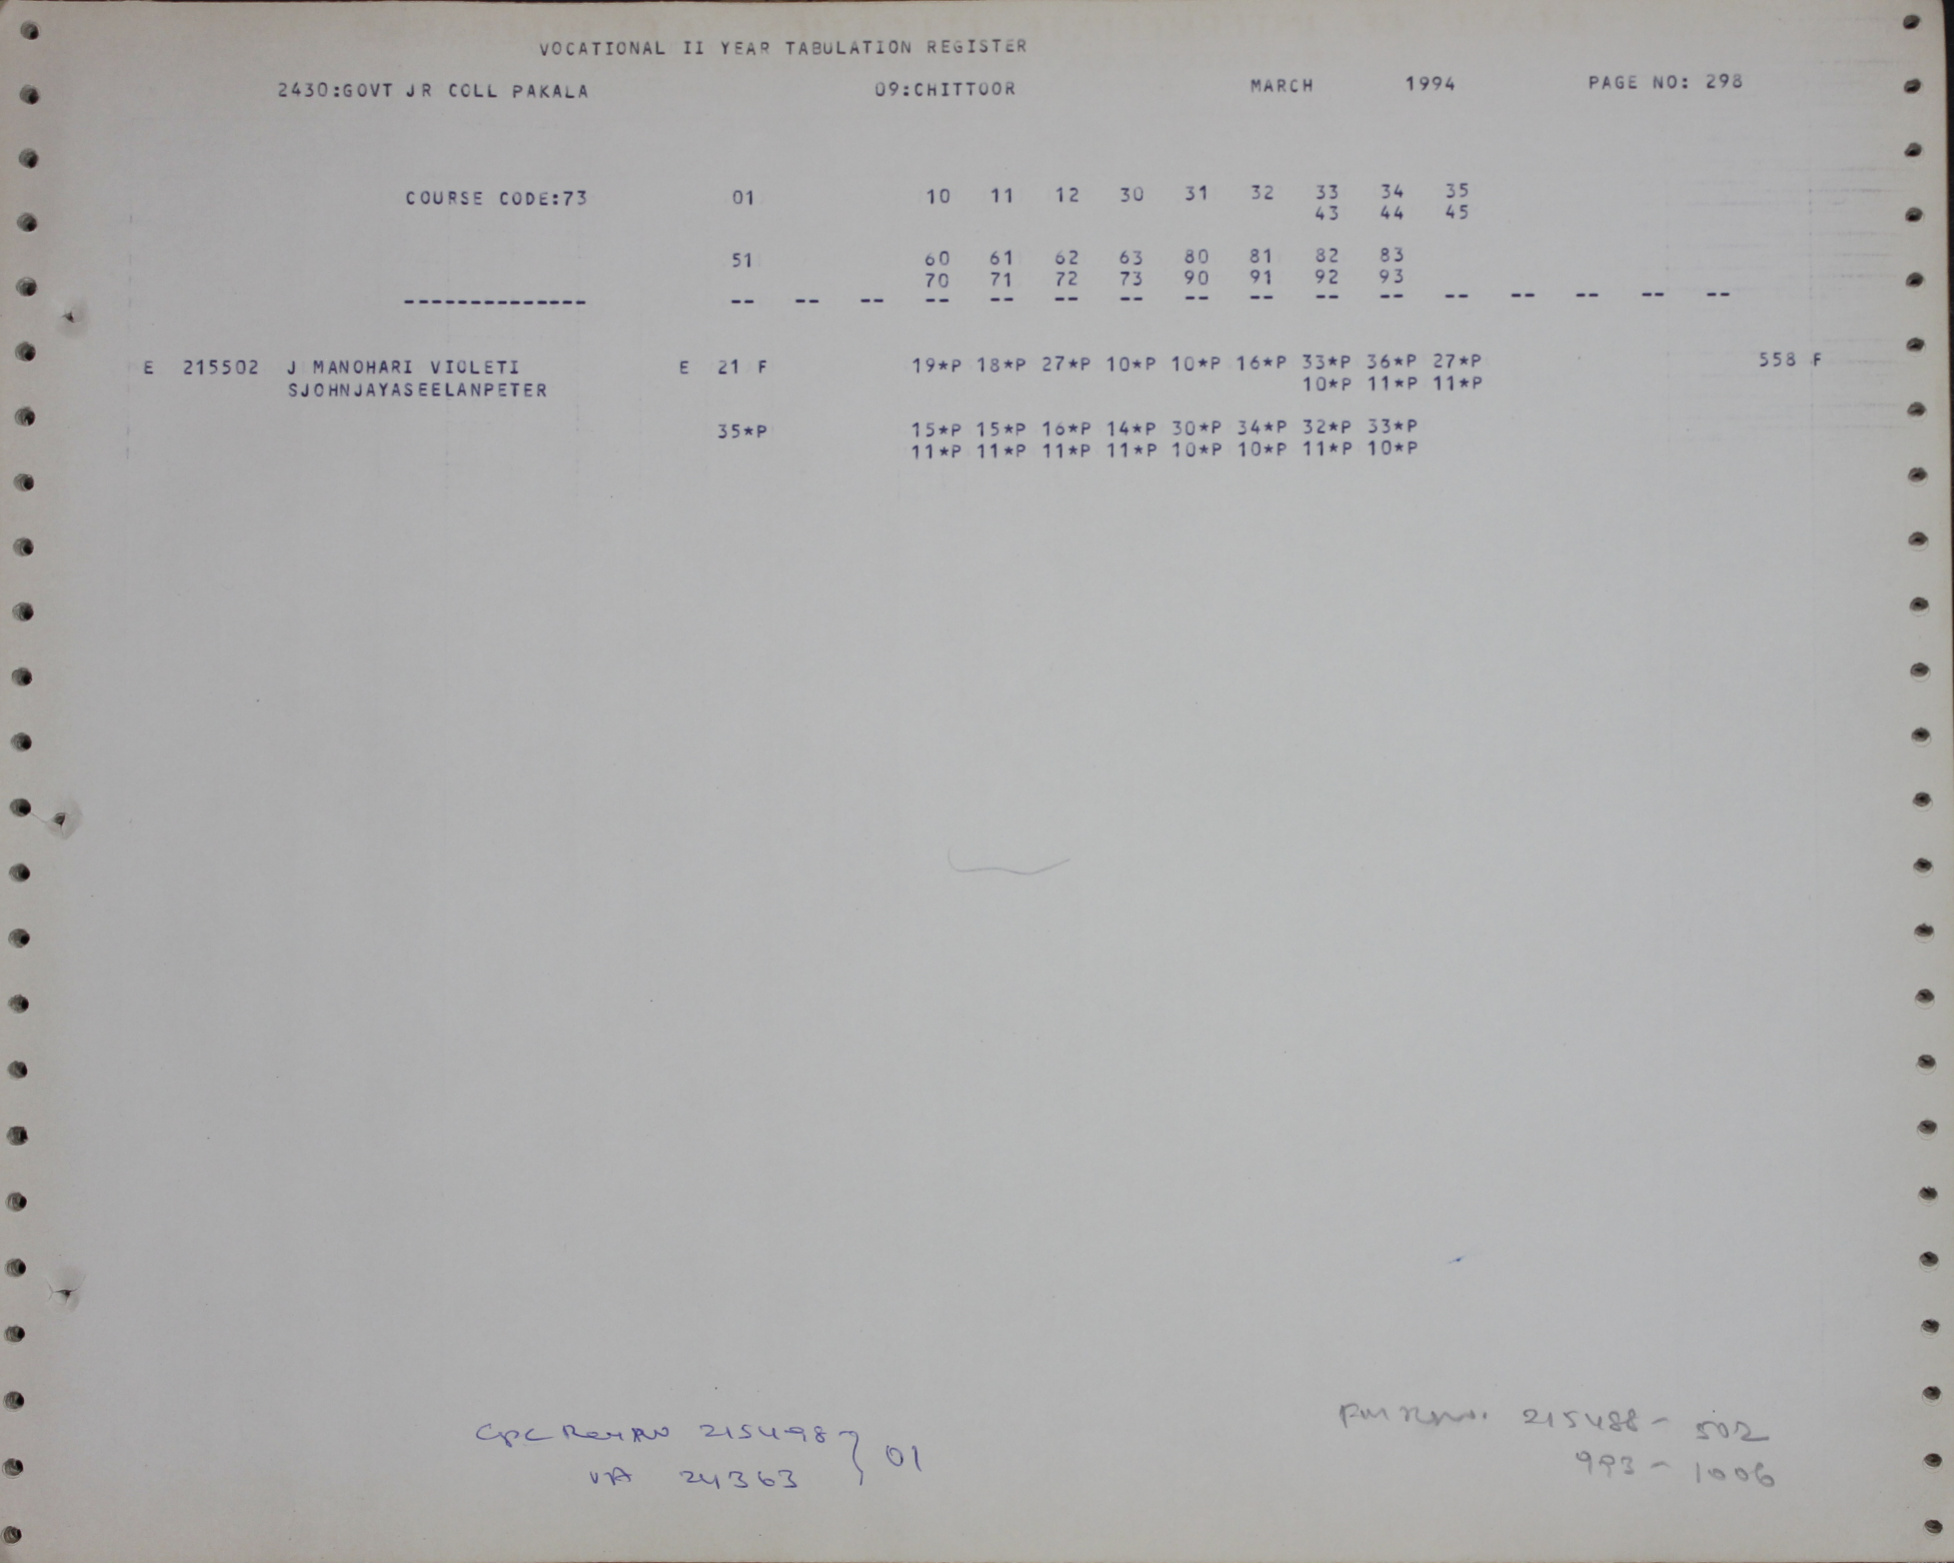 VOCATIONAL II YEAR TABULATION REGISTER
2430:GOVT JR COLL PAKALA 09:CHITTOOR MARCH 1994 PAGE NO: 298
COURSE CODE:73 01 10 11 12 30 31 32 33 34 35
43 44 45
51 60 61 62 63 80 81 82 83
70 71 72 73 90 91 92 93
-------------- -- -- -- -- -- -- -- -- -- -- -- -- -- -- -- --
E 215502 J MANOHARI VIOLETI E 21 F 19*P 18*P 27*P 10*P 10*P 16*P 33*P 36*P 27*P 558 F
SJOHNJAYASEELANPETER 10*P 11*P 11*P
35*P 15*P 15*P 16*P 14*P 30*P 34*P 32*P 33*P
11*P 11*P 11*P 11*P 10*P 10*P 11*P 10*P
215498 } 01
24363
215488 - 502
993 - 1006